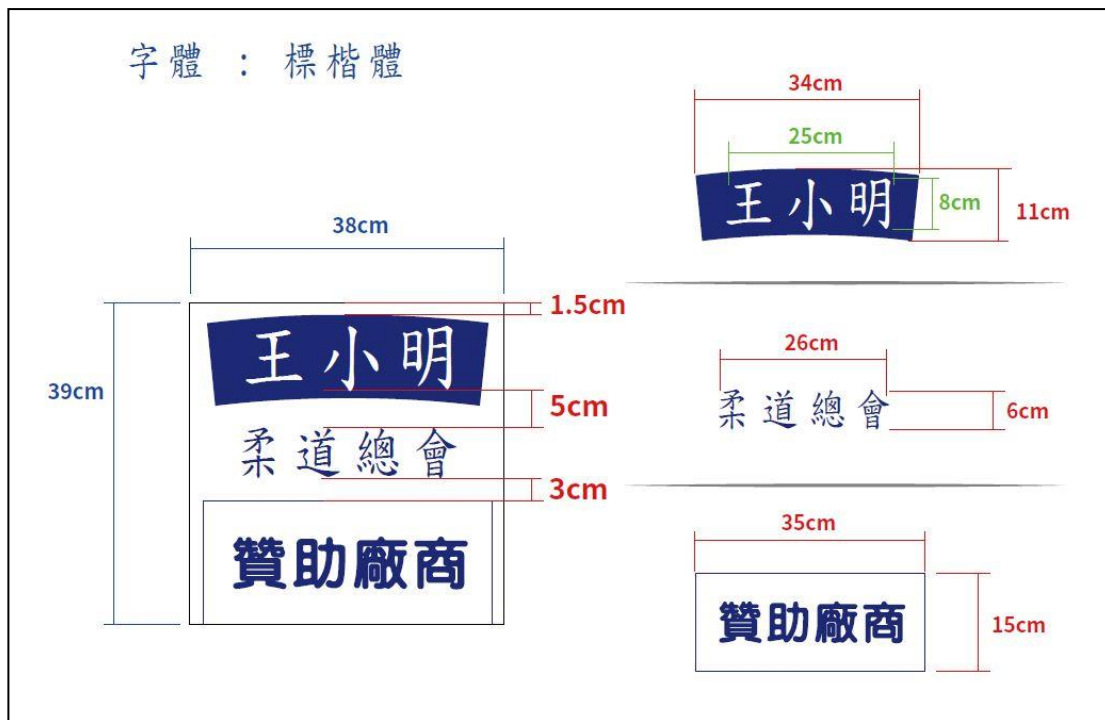 字體 : 標楷體
38cm
39cm
1.5cm
王小明
5cm
柔道總會
3cm
贊助廠商
34cm
25cm
王小明
8cm
11cm
26cm
柔道總會
6cm
35cm
贊助廠商
15cm